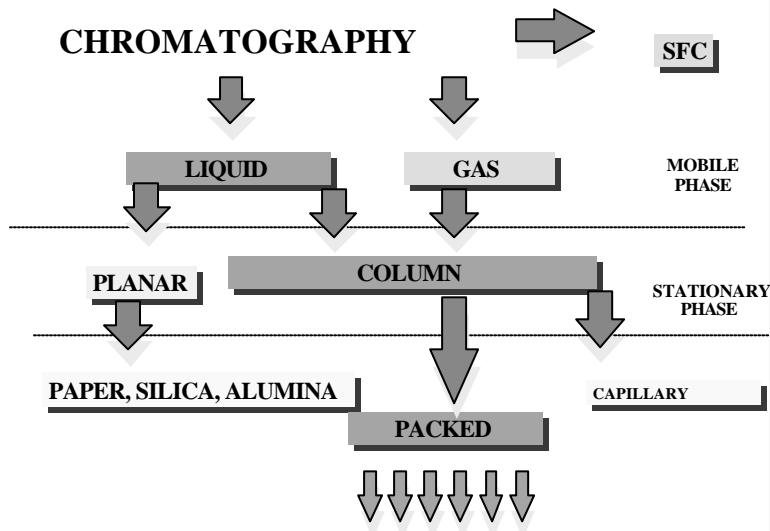 CHROMATOGRAPHY
SFC
LIQUID
GAS
MOBILE
PHASE
PLANAR
COLUMN
STATIONARY
PHASE
PAPER, SILICA, ALUMINA
CAPILLARY
PACKED